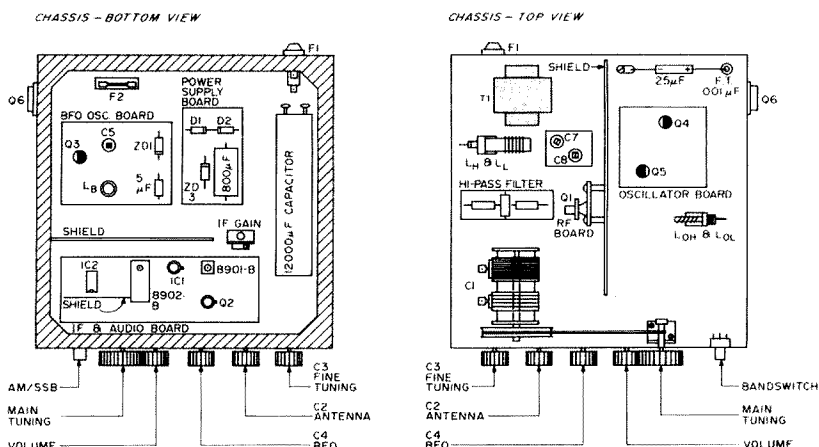 CHASSIS – BOTTOM VIEW
F1
F2
Q6
POWER
SUPPLY
BOARD
BFO OSC. BOARD
C5
Q3
ZD1
LB
5
µF
D1
D2
ZD
3
800µF
12000µF CAPACITOR
IF GAIN
SHIELD
IC2
IC1
8901-B
8902-
B
Q2
SHIELD
IF & AUDIO BOARD
AM/SSB
MAIN
TUNING
VOLUME
C3
FINE
TUNING
C2
ANTENNA
C4
BFO
CHASSIS – TOP VIEW
F1
SHIELD
25µF
F.T.
.001µF
Q6
T1
Q4
C7
C8
LH & LL
Q5
OSCILLATOR BOARD
HI-PASS FILTER
Q1
RF
BOARD
LOH & LOL
C1
C3
FINE
TUNING
C2
ANTENNA
C4
BFO
BANDSWITCH
MAIN
TUNING
VOLUME